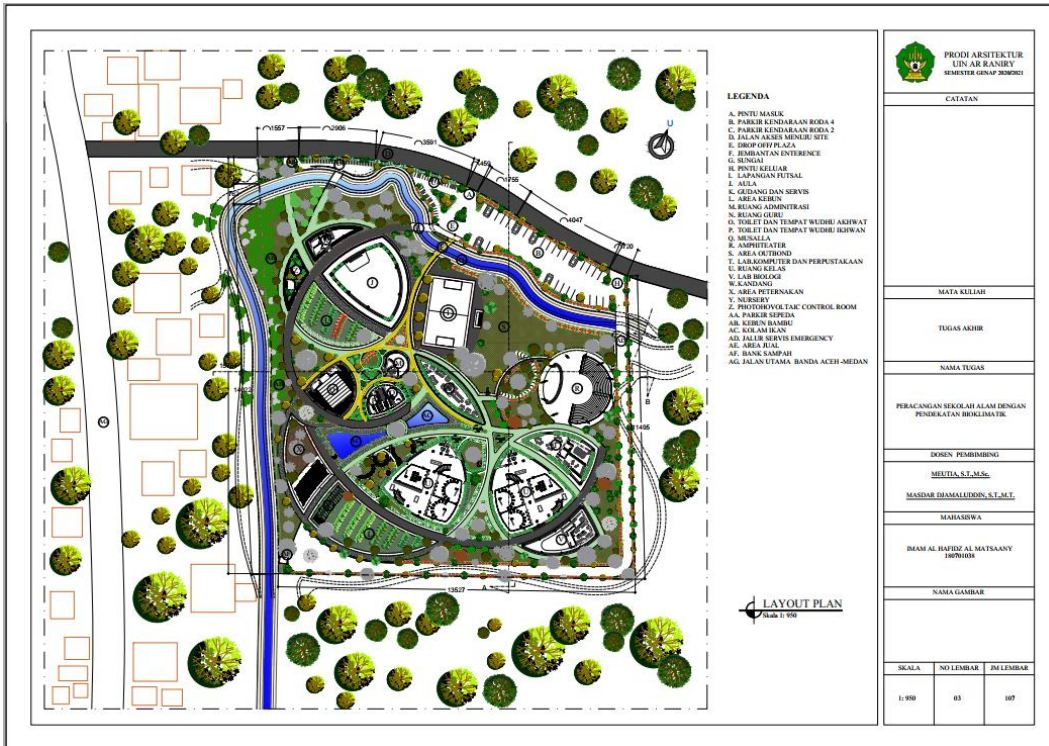 LEGENDA
A. PINTU MASUK
B. PARKIR KENDARAAN RODA 4
C. PARKIR KENDARAAN RODA 2
D. JALAN AKSES MENUJU SITE
E. DROP OFF/ PLAZA
F. JEMBANTAN ENTERENCE
G. SUNGAI
H. PINTU KELUAR
I. LAPANGAN FUTSAL
J. AULA
K. GUDANG DAN SERVIS
L. AREA KEBUN
M. RUANG ADMINITRASI
N. RUANG GURU
O. TOILET DAN TEMPAT WUDHU AKHWAT
P. TOILET DAN TEMPAT WUDHU IKHWAN
Q. MUSALLA
R. AMPHITEATER
S. AREA OUTBOND
T. LAB.KOMPUTER DAN PERPUSTAKAAN
U. RUANG KELAS
V. LAB BIOLOGI
W. KANDANG
X. AREA PETERNAKAN
Y. NURSERY
Z. PHOTOHOVOLTAIC CONTROL ROOM
AA. PARKIR SEPEDA
AB. KEBUN BAMBU
AC. KOLAM IKAN
AD. JALUR SERVIS EMERGENCY
AE. AREA JUAL
AF. BANK SAMPAH
AG. JALAN UTAMA BANDA ACEH -MEDAN
U
1557
2906
3591
459
1755
4047
11495
13527
A
B
R
J
H
LAYOUT PLAN
Skala 1: 950
UIN
PRODI ARSITEKTUR
UIN AR RANIRY
SEMESTER GENAP 2020/2021
CATATAN
MATA KULIAH
TUGAS AKHIR
NAMA TUGAS
PERACANGAN SEKOLAH ALAM DENGAN
PENDEKATAN BIOKLIMATIK
DOSEN PEMBIMBING
MEUTIA, S.T.,M.Sc.
MASDAR DJAMALUDDIN, S.T.,M.T.
MAHASISWA
IMAM AL HAFIDZ AL MATSAANY
180701038
NAMA GAMBAR
SKALA NO LEMBAR JM LEMBAR
1: 950 03 107